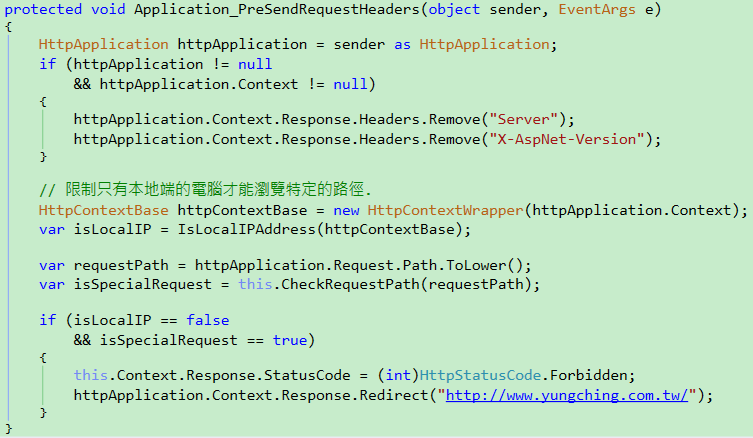 protected void Application_PreSendRequestHeaders(object sender, EventArgs e)
{
    HttpApplication httpApplication = sender as HttpApplication;
    if (httpApplication != null
        && httpApplication.Context != null)
    {
        httpApplication.Context.Response.Headers.Remove("Server");
        httpApplication.Context.Response.Headers.Remove("X-AspNet-Version");
    }

    // 限制只有本地端的電腦才能瀏覽特定的路徑.
    HttpContextBase httpContextBase = new HttpContextWrapper(httpApplication.Context);
    var isLocalIP = IsLocalIPAddress(httpContextBase);

    var requestPath = httpApplication.Request.Path.ToLower();
    var isSpecialRequest = this.CheckRequestPath(requestPath);

    if (isLocalIP == false
        && isSpecialRequest == true)
    {
        this.Context.Response.StatusCode = (int)HttpStatusCode.Forbidden;
        httpApplication.Context.Response.Redirect("http://www.yungching.com.tw/");
    }
}